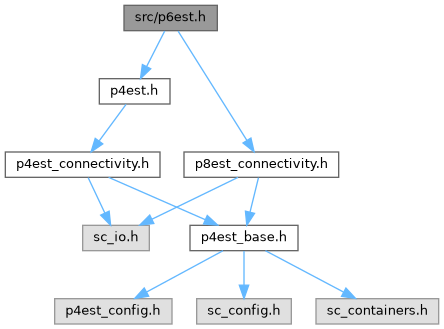 src/p6est.h
p4est.h
p4est_connectivity.h
p8est_connectivity.h
sc_io.h
p4est_base.h
p4est_config.h
sc_config.h
sc_containers.h